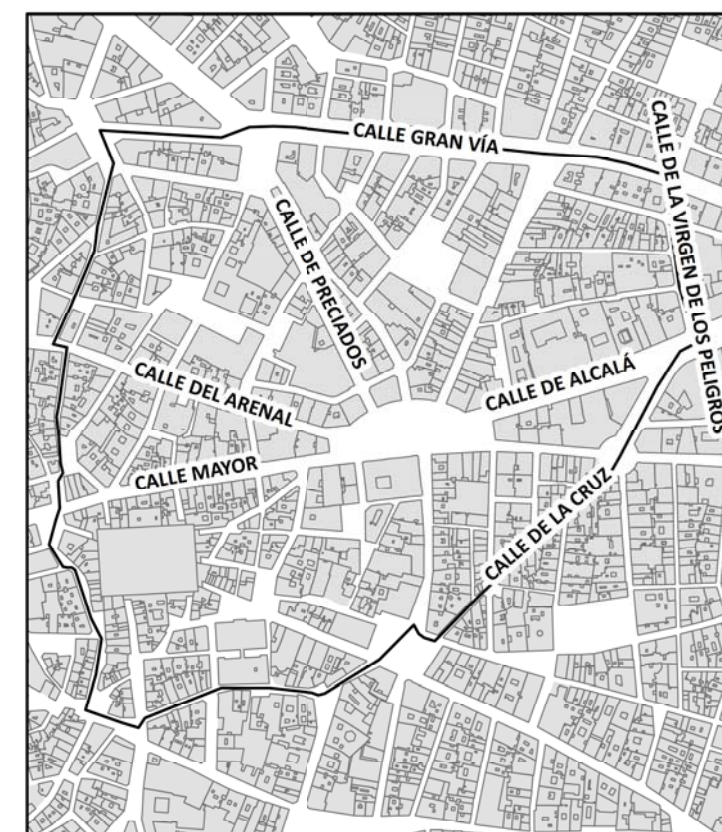 CALLE GRAN VÍA
CALLE DE LA VIRGEN DE LOS PELIGROS
CALLE DE PRECIADOS
CALLE DEL ARENAL
CALLE DE ALCALÁ
CALLE MAYOR
CALLE DE LA CRUZ